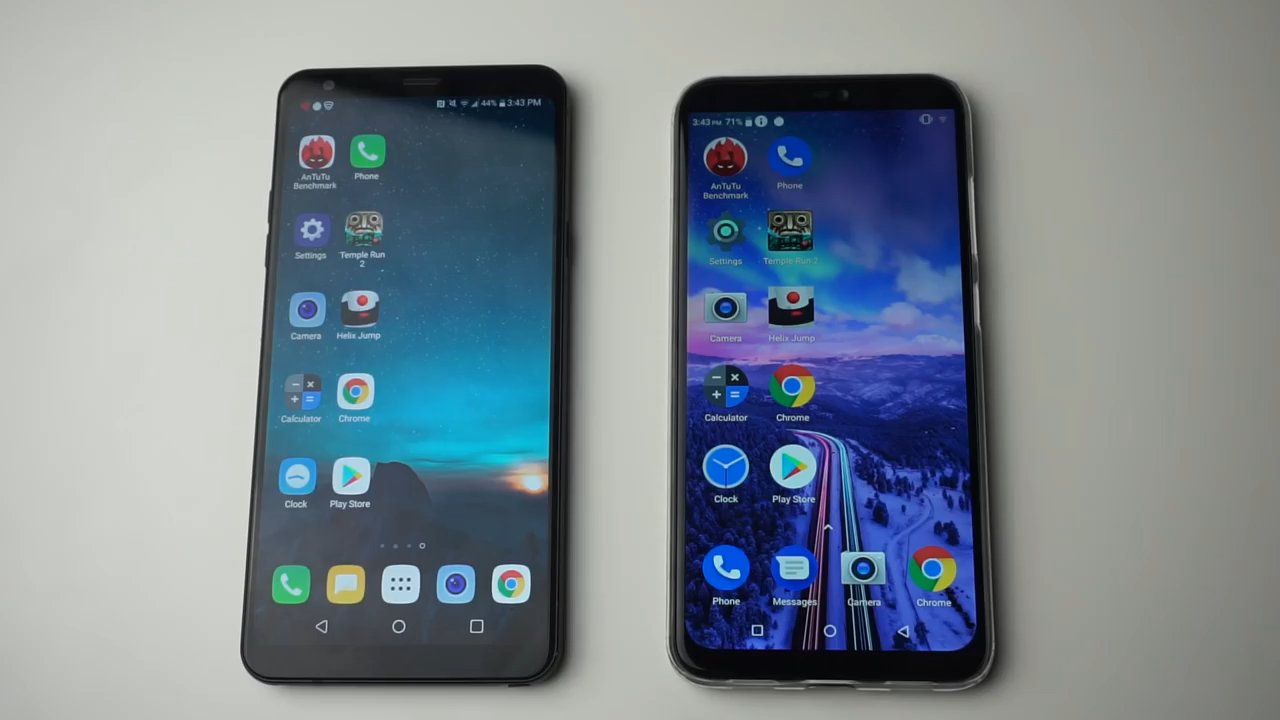 44% 3:43 PM
AnTuTu
Benchmark
Phone
Settings
Temple Run
2
Camera
Helix Jump
Calculator
Chrome
Clock
Play Store
3:43 PM 71%
AnTuTu
Benchmark
Phone
Settings
Temple Run 2
Camera
Helix Jump
Calculator
Chrome
Clock
Play Store
Phone
Messages
Camera
Chrome